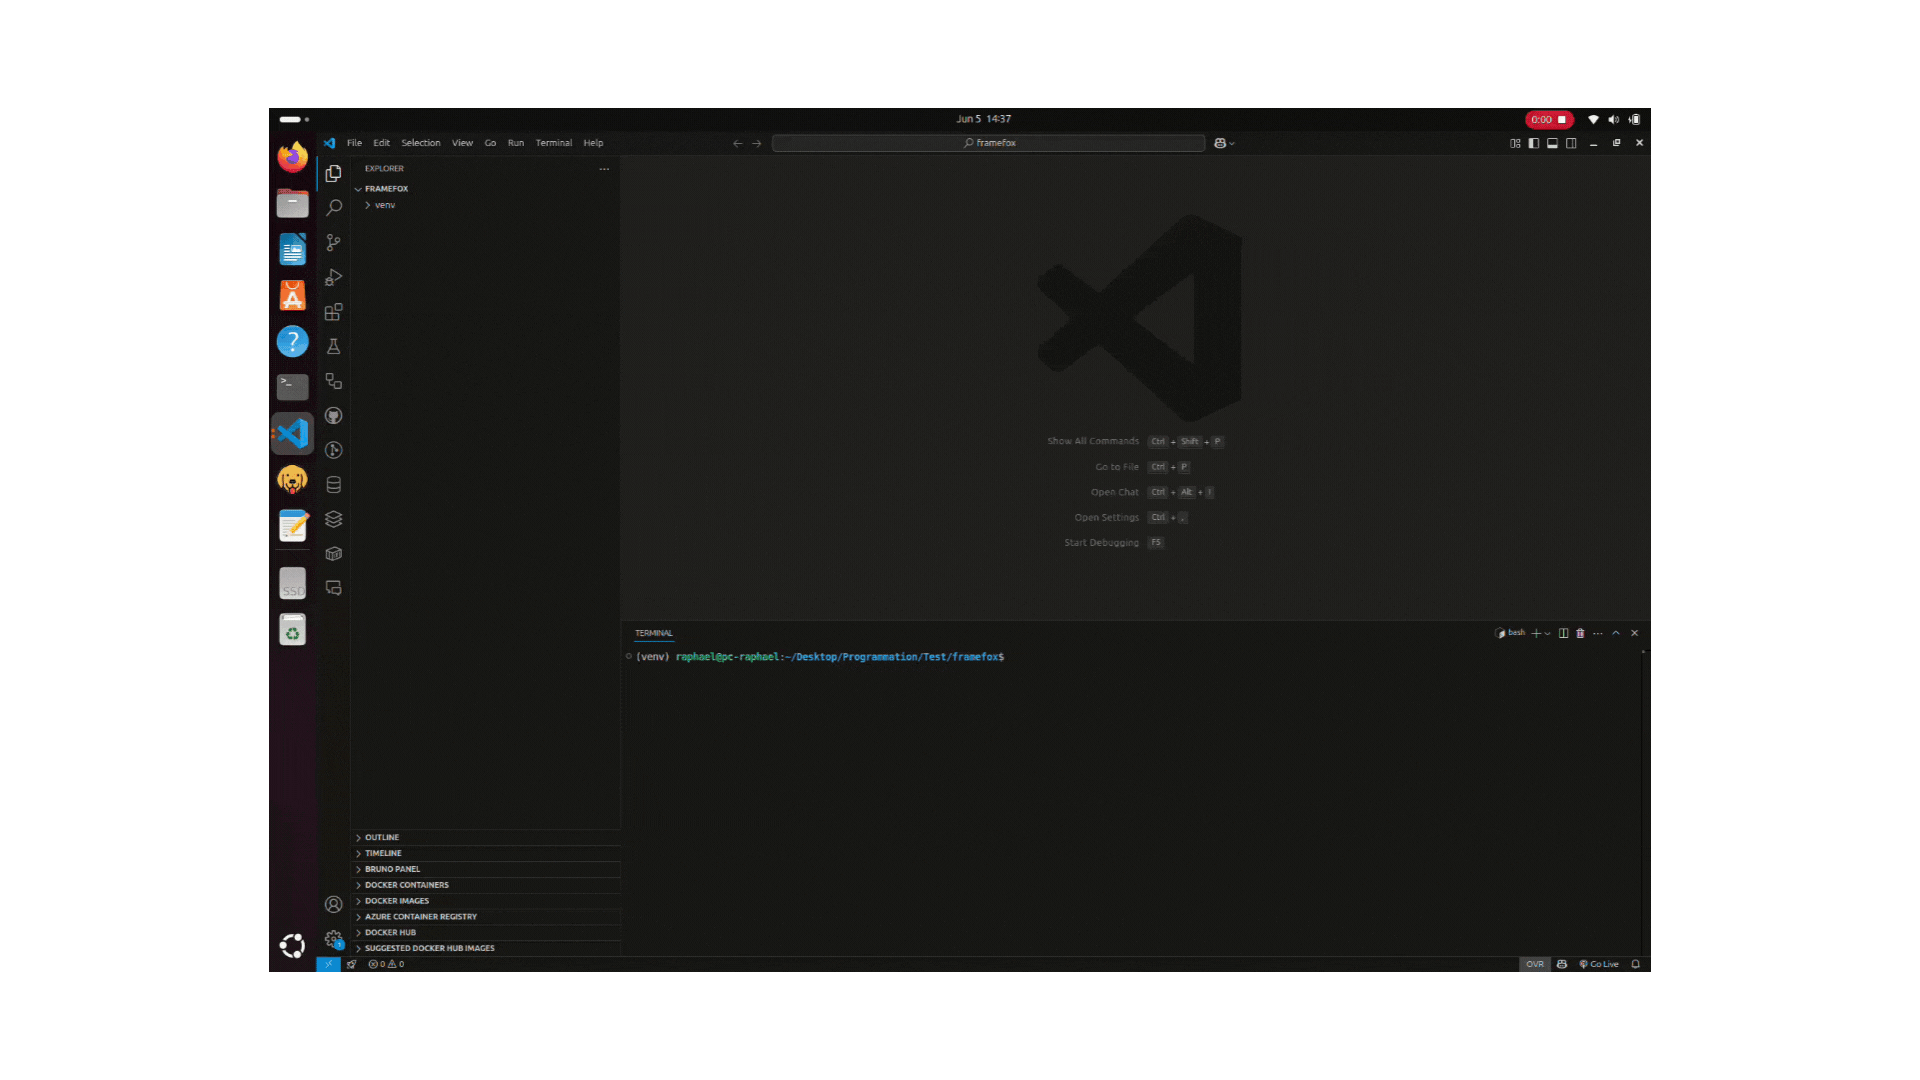 Jun 5 14:37
0:00
File Edit Selection View Go Run Terminal Help
framefox
EXPLORER
FRAMEFOX
venv
Show All Commands Ctrl + Shift + P
Go to File Ctrl + P
Open Chat Ctrl + Alt + I
Open Settings Ctrl + ,
Start Debugging F5
SSD
TERMINAL
bash
(venv) raphael@pc-raphael:~/Desktop/Programmation/Test/framefox$
OUTLINE
TIMELINE
BRUNO PANEL
DOCKER CONTAINERS
DOCKER IMAGES
AZURE CONTAINER REGISTRY
DOCKER HUB
SUGGESTED DOCKER HUB IMAGES
1
0 0
OVR
Go Live